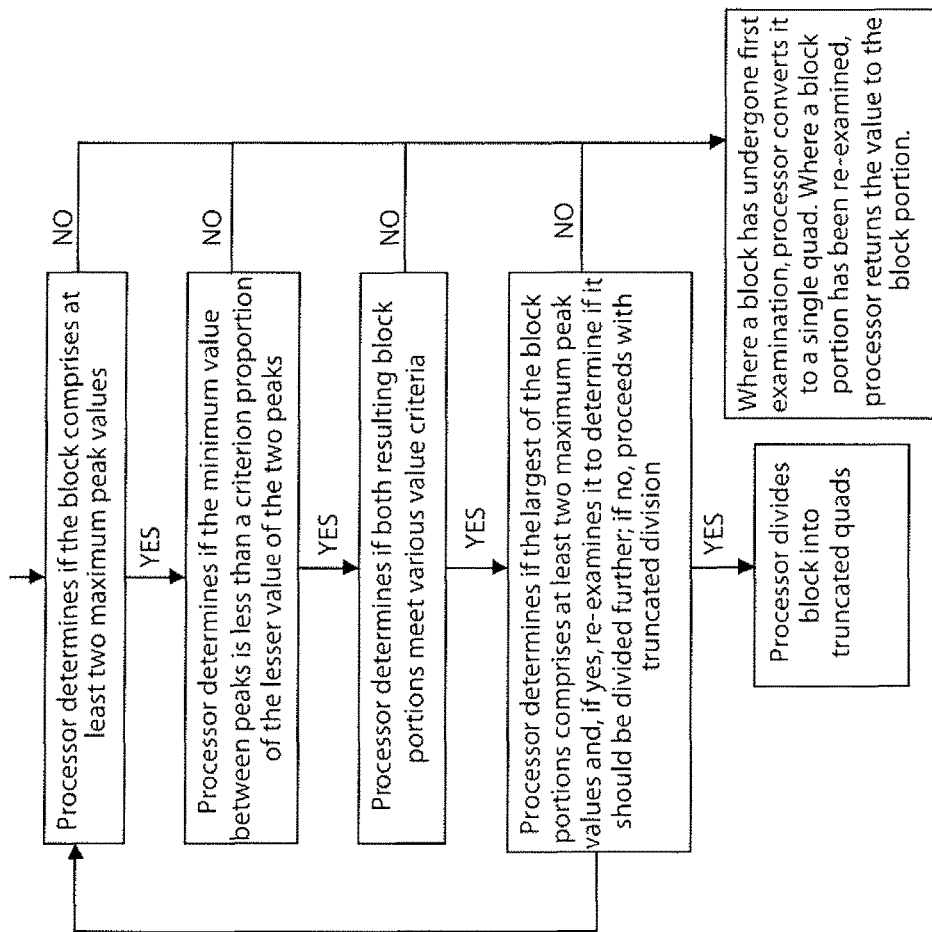 Processor determines if the block comprises at
least two maximum peak values
NO
YES
Processor determines if the minimum value
between peaks is less than a criterion proportion
of the lesser value of the two peaks
NO
YES
Processor determines if both resulting block
portions meet various value criteria
NO
YES
Processor determines if the largest of the block
portions comprises at least two maximum peak
values and, if yes, re-examines it to determine if it
should be divided further; if no, proceeds with
truncated division
NO
YES
Processor divides
block into
truncated quads
Where a block has undergone first
examination, processor converts it
to a single quad. Where a block
portion has been re-examined,
processor returns the value to the
block portion.